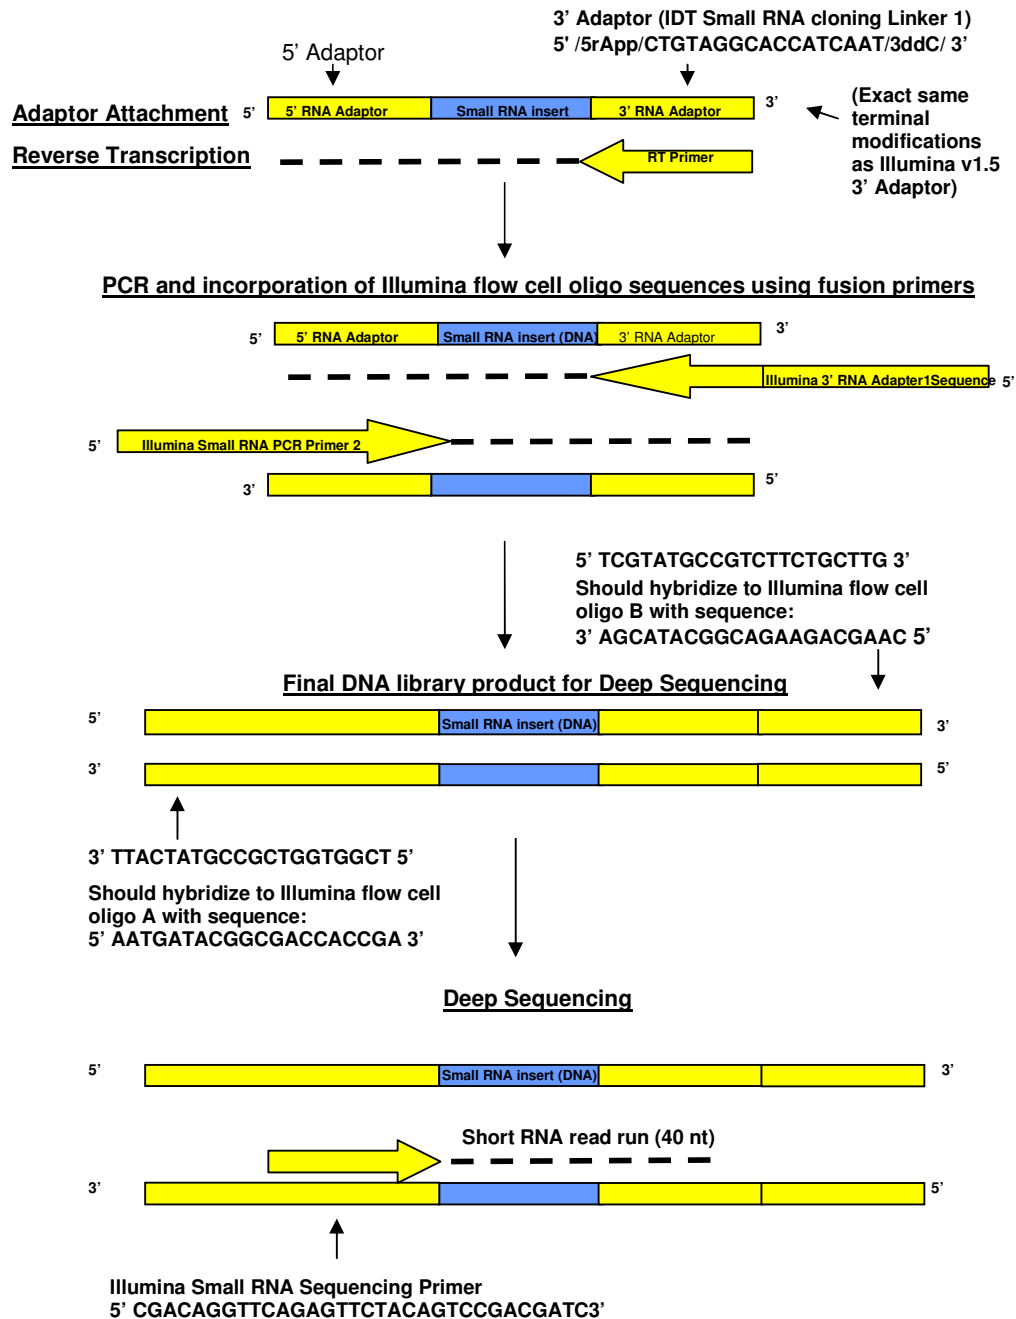 3’ Adaptor (IDT Small RNA cloning Linker 1)
5' /5rApp/CTGTAGGCACCATCAAT/3ddC/ 3’
5’ Adaptor
Adaptor Attachment
5’
5’ RNA Adaptor
Small RNA insert
3’ RNA Adaptor
3’
(Exact same
terminal
modifications
as Illumina v1.5
3’ Adaptor)
Reverse Transcription
RT Primer
PCR and incorporation of Illumina flow cell oligo sequences using fusion primers
5’
5’ RNA Adaptor
Small RNA insert (DNA)
3’ RNA Adaptor
3’
Illumina 3’ RNA Adapter1Sequence
5’
5’
Illumina Small RNA PCR Primer 2
3’
5’
5’ TCGTATGCCGTCTTCTGCTTG 3’
Should hybridize to Illumina flow cell
oligo B with sequence:
3’ AGCATACGGCAGAAGACGAAC 5’
Final DNA library product for Deep Sequencing
5’
Small RNA insert (DNA)
3’
3’
5’
3’ TTACTATGCCGCTGGTGGCT 5’
Should hybridize to Illumina flow cell
oligo A with sequence:
5’ AATGATACGGCGACCACCGA 3’
Deep Sequencing
5’
Small RNA insert (DNA)
3’
Short RNA read run (40 nt)
3’
5’
Illumina Small RNA Sequencing Primer
5’ CGACAGGTTCAGAGTTCTACAGTCCGACGATC3’